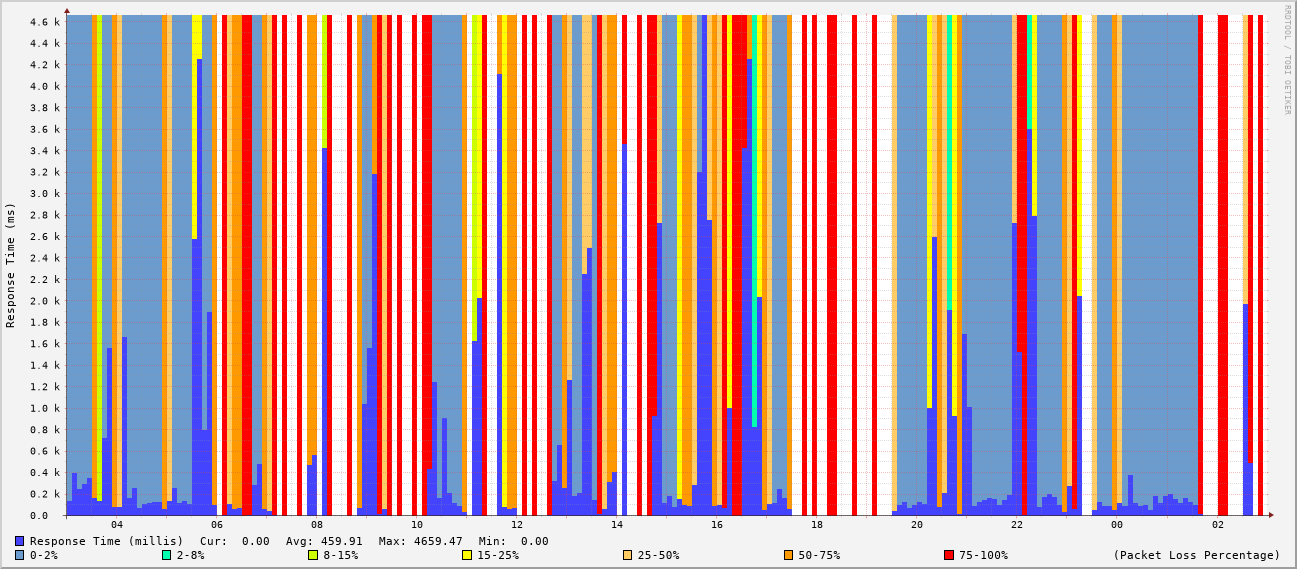 4.6 k
4.4 k
4.2 k
4.0 k
3.8 k
3.6 k
3.4 k
3.2 k
3.0 k
2.8 k
2.6 k
2.4 k
2.2 k
2.0 k
1.8 k
1.6 k
1.4 k
1.2 k
1.0 k
0.8 k
0.6 k
0.4 k
0.2 k
0.0
Response Time (ms)
RRDTOOL / TOBI OETIKER
04 06 08 10 12 14 16 18 20 22 00 02
Response Time (millis) Cur: 0.00 Avg: 459.91 Max: 4659.47 Min: 0.00
0-2% 2-8% 8-15% 15-25% 25-50% 50-75% 75-100% (Packet Loss Percentage)